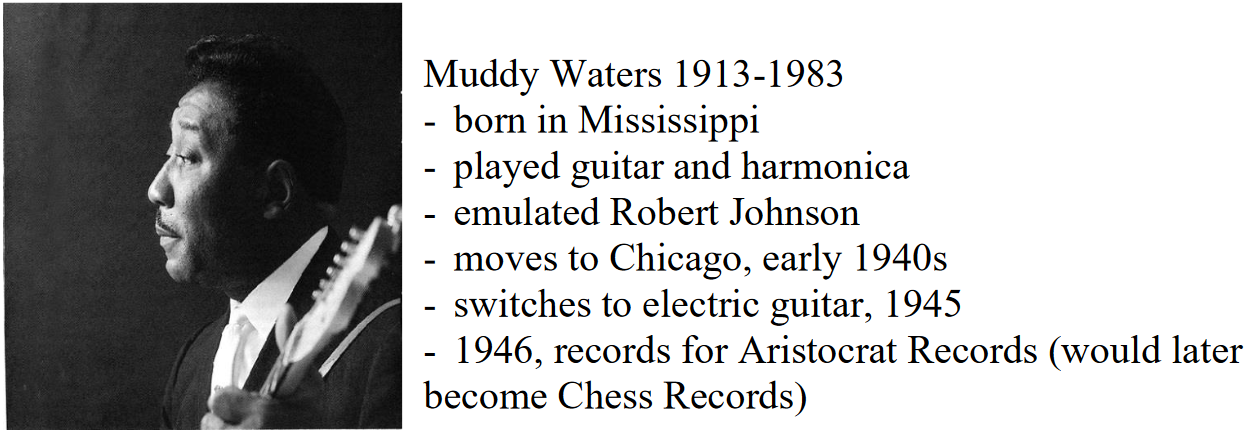 Muddy Waters 1913-1983
- born in Mississippi
- played guitar and harmonica
- emulated Robert Johnson
- moves to Chicago, early 1940s
- switches to electric guitar, 1945
- 1946, records for Aristocrat Records (would later
become Chess Records)